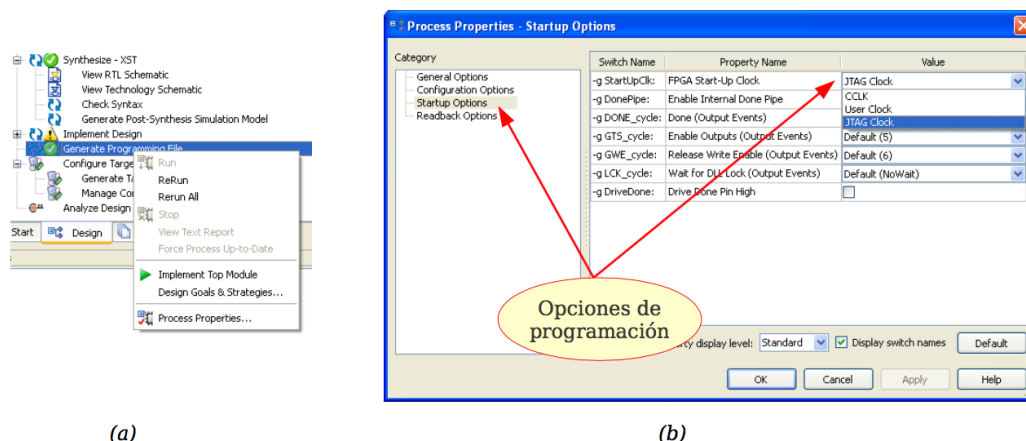 Synthesize - XST
View RTL Schematic
View Technology Schematic
Check Syntax
Generate Post-Synthesis Simulation Model
Implement Design
Generate Programming File
Configure Targe
Generate Ta
Manage Cor
Analyze Design
Start
Design
Run
ReRun
Rerun All
Stop
View Text Report
Force Process Up-to-Date
Implement Top Module
Design Goals & Strategies...
Process Properties...
(a)
Process Properties - Startup Options
Category
General Options
Configuration Options
Startup Options
Readback Options
Switch Name Property Name Value
-g StartUpClk: FPGA Start-Up Clock JTAG Clock
CCLK
User Clock
JTAG Clock
-g DonePipe: Enable Internal Done Pipe
-g DONE_cycle: Done (Output Events)
-g GTS_cycle: Enable Outputs (Output Events) Default (5)
-g GWE_cycle: Release Write Enable (Output Events) Default (6)
-g LCK_cycle: Wait for DLL Lock (Output Events) Default (NoWait)
-g DriveDone: Drive Done Pin High
Opciones de
programación
display level: Standard Display switch names Default
OK Cancel Apply Help
(b)